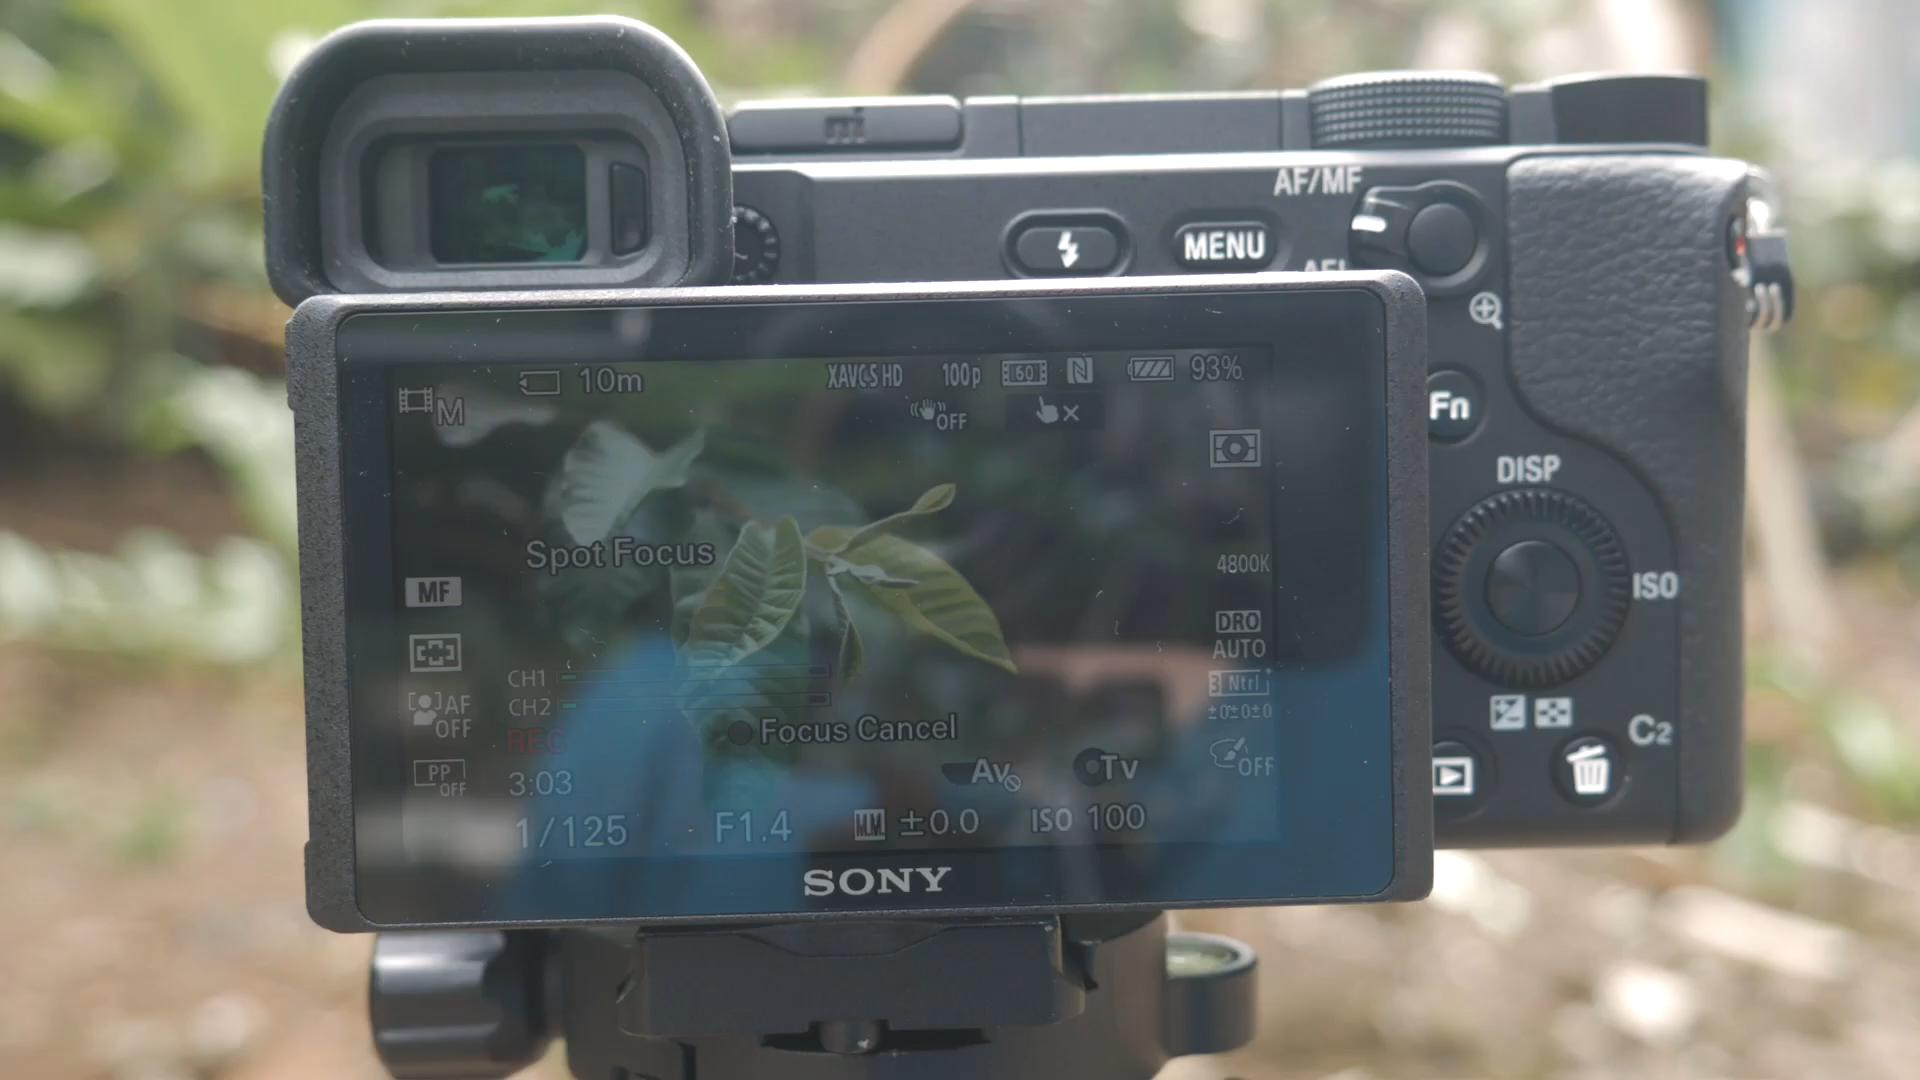 AF/MF
MENU
AEL
10m XAVC S HD 100p 60 N 93%
M
OFF
Fn
DISP
Spot Focus
4800K
MF
ISO
DRO
AUTO
CH1
3 Ntrl
AF
OFF
CH2
±0±0±0
REC
Focus Cancel
C2
PP
OFF
3:03
Av
Tv
OFF
1/125 F1.4 M.M. ±0.0 ISO 100
SONY